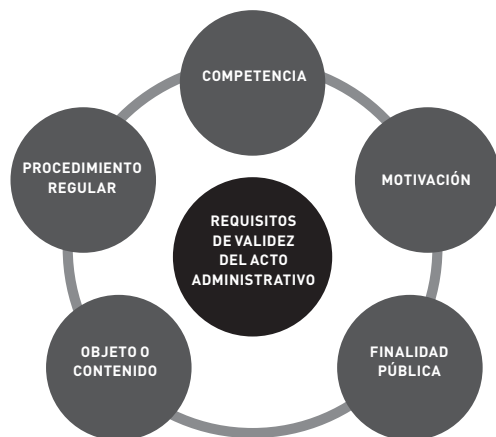 COMPETENCIA
PROCEDIMIENTO
REGULAR
MOTIVACIÓN
REQUISITOS
DE VALIDEZ
DEL ACTO
ADMINISTRATIVO
OBJETO O
CONTENIDO
FINALIDAD
PÚBLICA